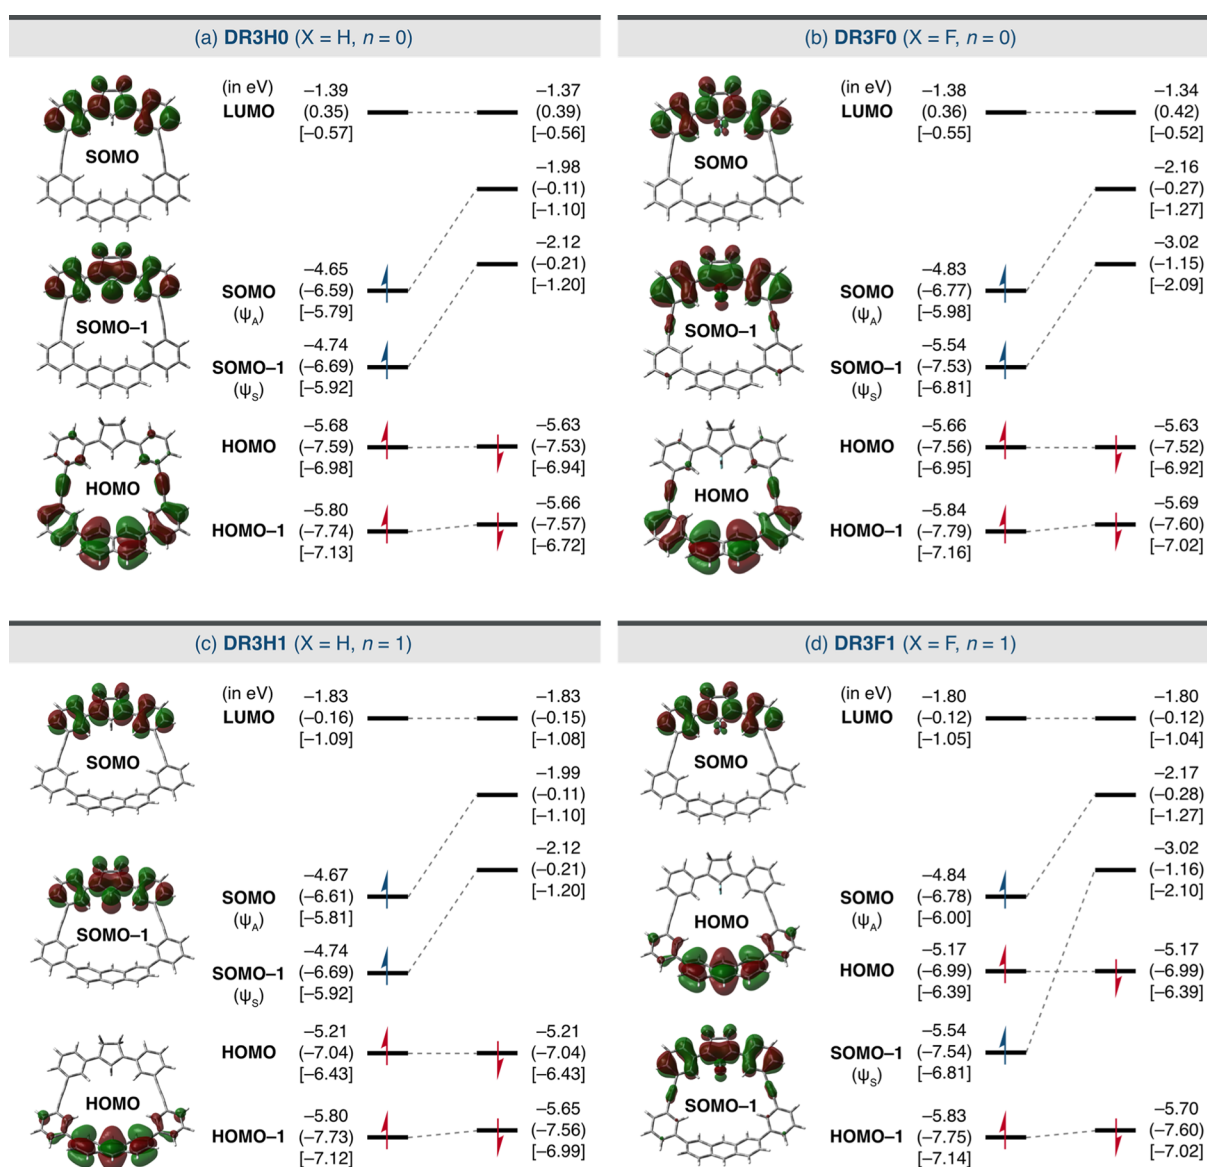 (a) DR3H0 (X = H, n = 0)
(in eV)
LUMO
–1.39
(0.35)
[–0.57]
–1.37
(0.39)
[–0.56]
SOMO
–1.98
(–0.11)
[–1.10]
–2.12
(–0.21)
[–1.20]
SOMO–1
SOMO
(ψA)
–4.65
(–6.59)
[–5.79]
SOMO–1
(ψS)
–4.74
(–6.69)
[–5.92]
HOMO
HOMO
–5.68
(–7.59)
[–6.98]
–5.63
(–7.53)
[–6.94]
HOMO–1
–5.80
(–7.74)
[–7.13]
–5.66
(–7.57)
[–6.72]
(b) DR3F0 (X = F, n = 0)
(in eV)
LUMO
–1.38
(0.36)
[–0.55]
–1.34
(0.42)
[–0.52]
SOMO
–2.16
(–0.27)
[–1.27]
–3.02
(–1.15)
[–2.09]
SOMO–1
SOMO
(ψA)
–4.83
(–6.77)
[–5.98]
SOMO–1
(ψS)
–5.54
(–7.53)
[–6.81]
HOMO
HOMO
–5.66
(–7.56)
[–6.95]
–5.63
(–7.52)
[–6.92]
HOMO–1
–5.84
(–7.79)
[–7.16]
–5.69
(–7.60)
[–7.02]
(c) DR3H1 (X = H, n = 1)
(in eV)
LUMO
–1.83
(–0.16)
[–1.09]
–1.83
(–0.15)
[–1.08]
SOMO
–1.99
(–0.11)
[–1.10]
–2.12
(–0.21)
[–1.20]
SOMO–1
SOMO
(ψA)
–4.67
(–6.61)
[–5.81]
SOMO–1
(ψS)
–4.74
(–6.69)
[–5.92]
HOMO
HOMO
–5.21
(–7.04)
[–6.43]
–5.21
(–7.04)
[–6.43]
HOMO–1
–5.80
(–7.73)
[–7.12]
–5.65
(–7.56)
[–6.99]
(d) DR3F1 (X = F, n = 1)
(in eV)
LUMO
–1.80
(–0.12)
[–1.05]
–1.80
(–0.12)
[–1.04]
SOMO
–2.17
(–0.28)
[–1.27]
–3.02
(–1.16)
[–2.10]
HOMO
SOMO
(ψA)
–4.84
(–6.78)
[–6.00]
HOMO
–5.17
(–6.99)
[–6.39]
–5.17
(–6.99)
[–6.39]
SOMO–1
SOMO–1
(ψS)
–5.54
(–7.54)
[–6.81]
HOMO–1
–5.83
(–7.75)
[–7.14]
–5.70
(–7.60)
[–7.02]